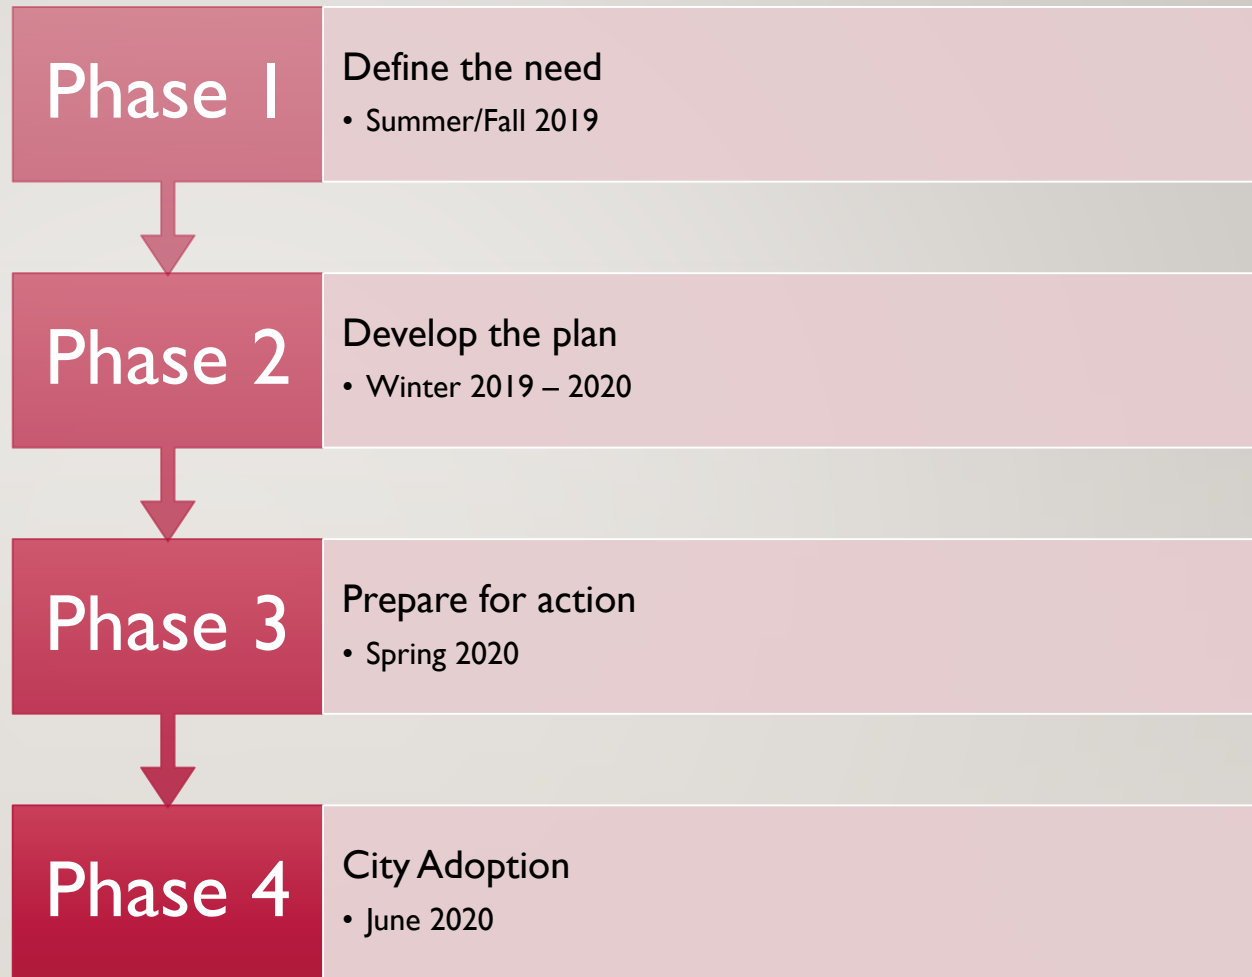 Phase 1
Define the need
• Summer/Fall 2019
Phase 2
Develop the plan
• Winter 2019 – 2020
Phase 3
Prepare for action
• Spring 2020
Phase 4
City Adoption
• June 2020